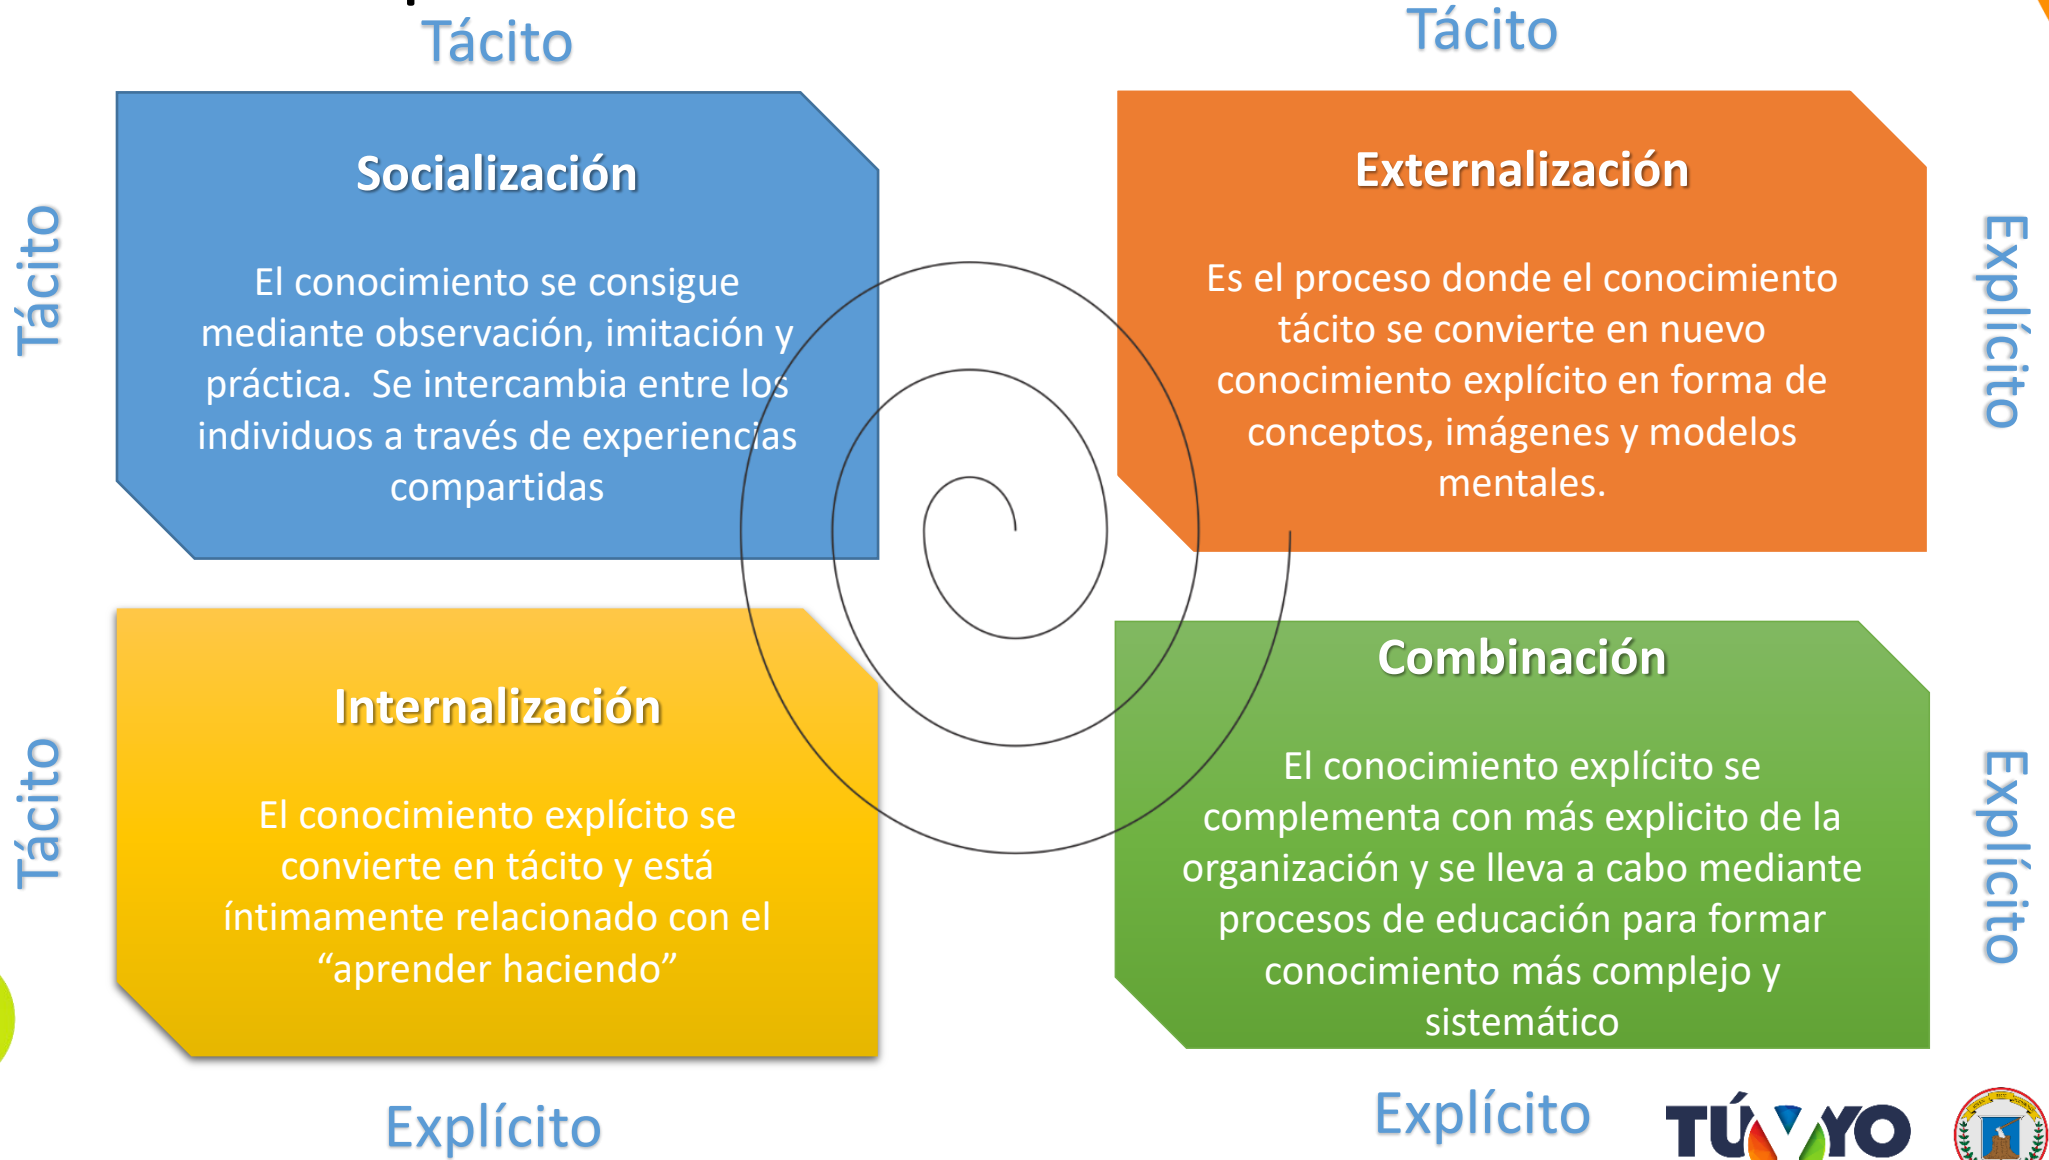 Tácito
Tácito
Tácito
Socialización
El conocimiento se consigue
mediante observación, imitación y
práctica.  Se intercambia entre los
individuos a través de experiencias
compartidas
Externalización
Es el proceso donde el conocimiento
tácito se convierte en nuevo
conocimiento explícito en forma de
conceptos, imágenes y modelos
mentales.
Explícito
Tácito
Internalización
El conocimiento explícito se
convierte en tácito y está
íntimamente relacionado con el
“aprender haciendo”
Combinación
El conocimiento explícito se
complementa con más explicito de la
organización y se lleva a cabo mediante
procesos de educación para formar
conocimiento más complejo y
sistemático
Explícito
Explícito
Explícito
TÚ YO